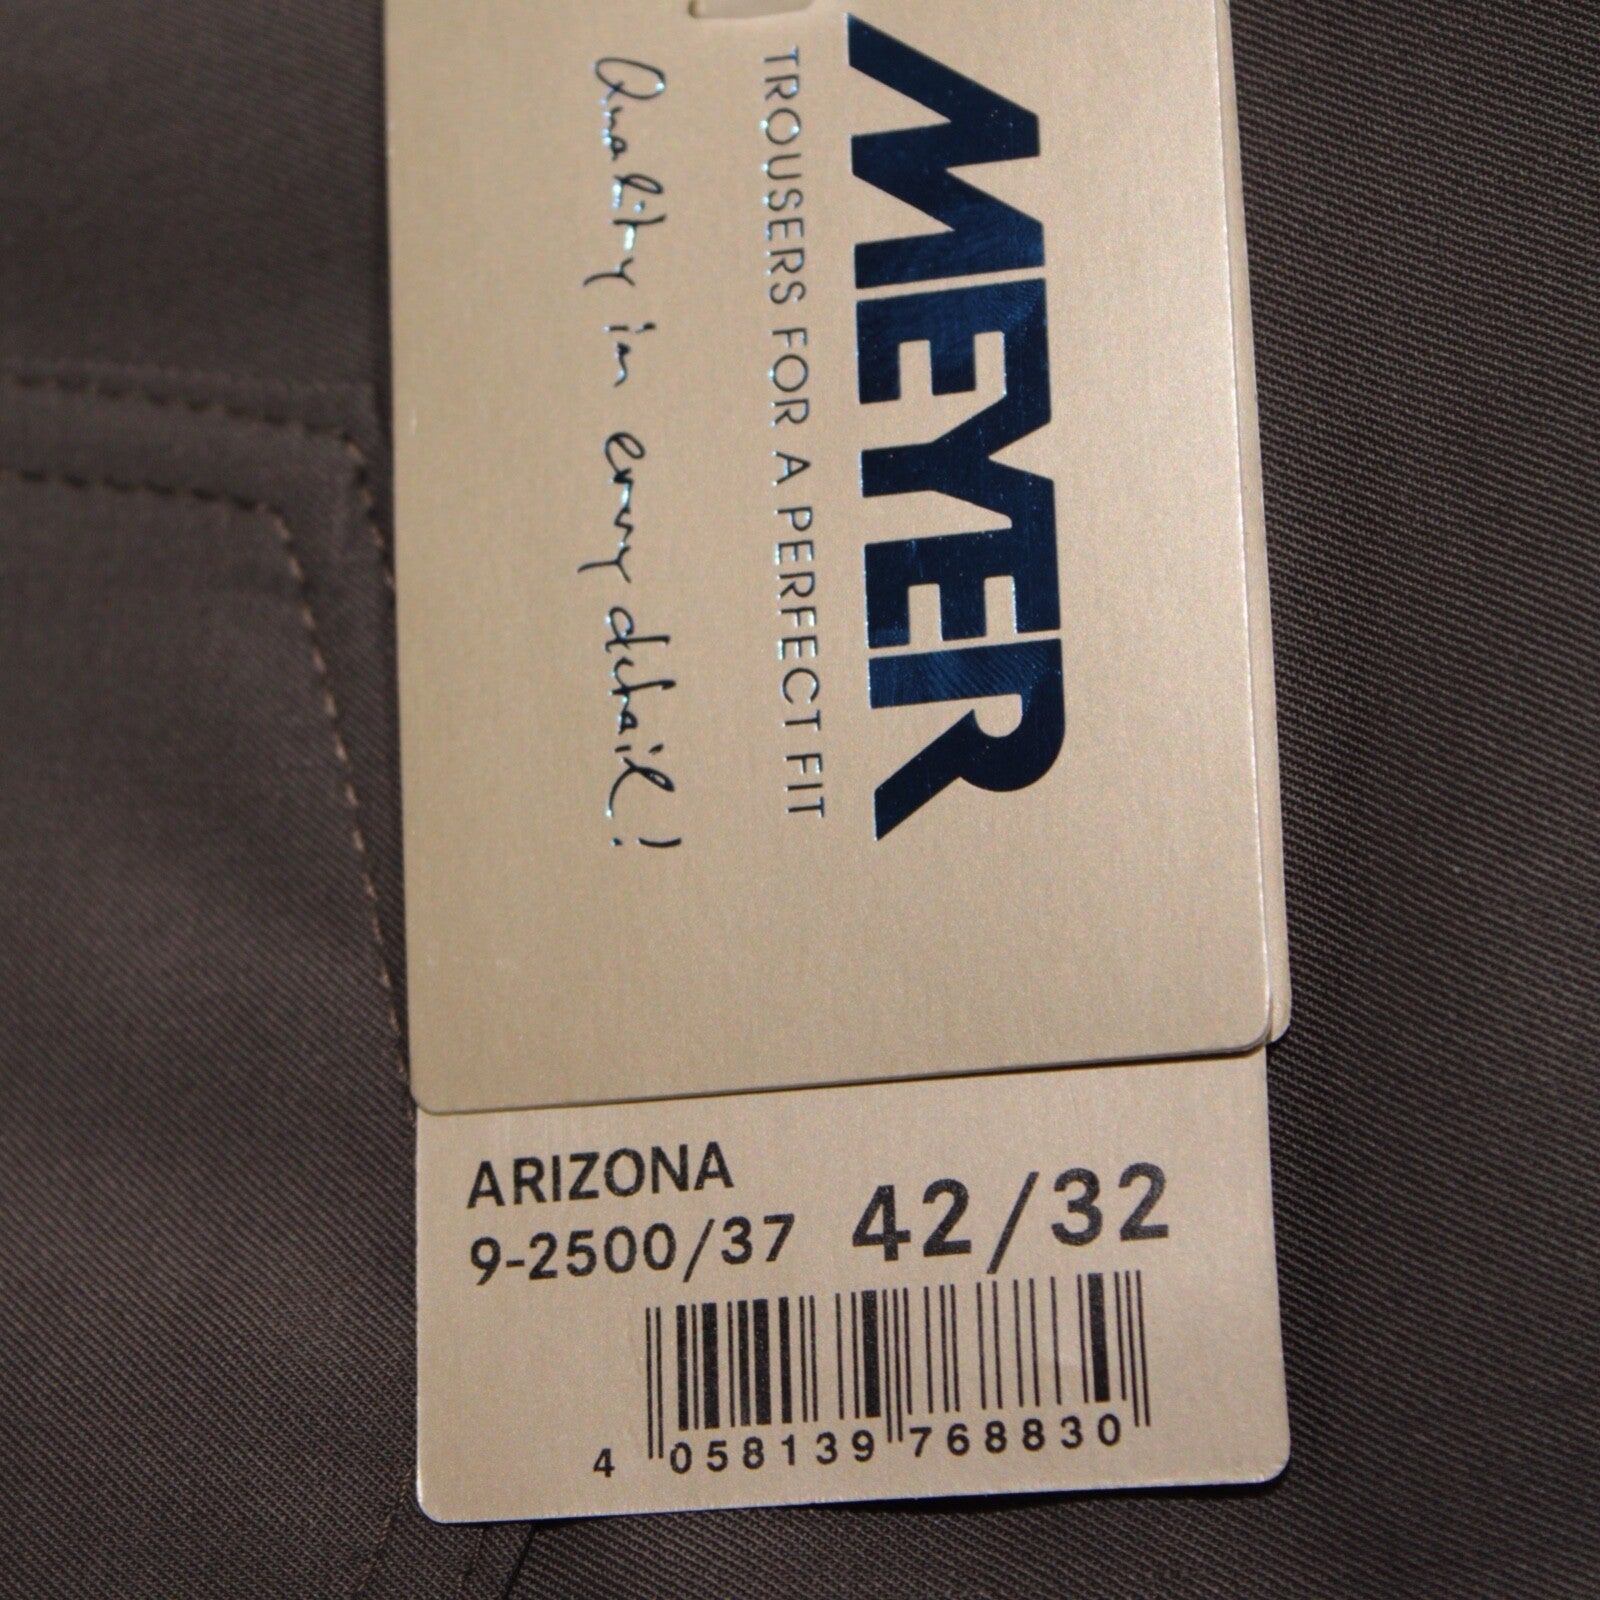 MEYER
TROUSERS FOR A PERFECT FIT
Quality in every detail!
ARIZONA
9-2500/37 42/32
4 058139 768830